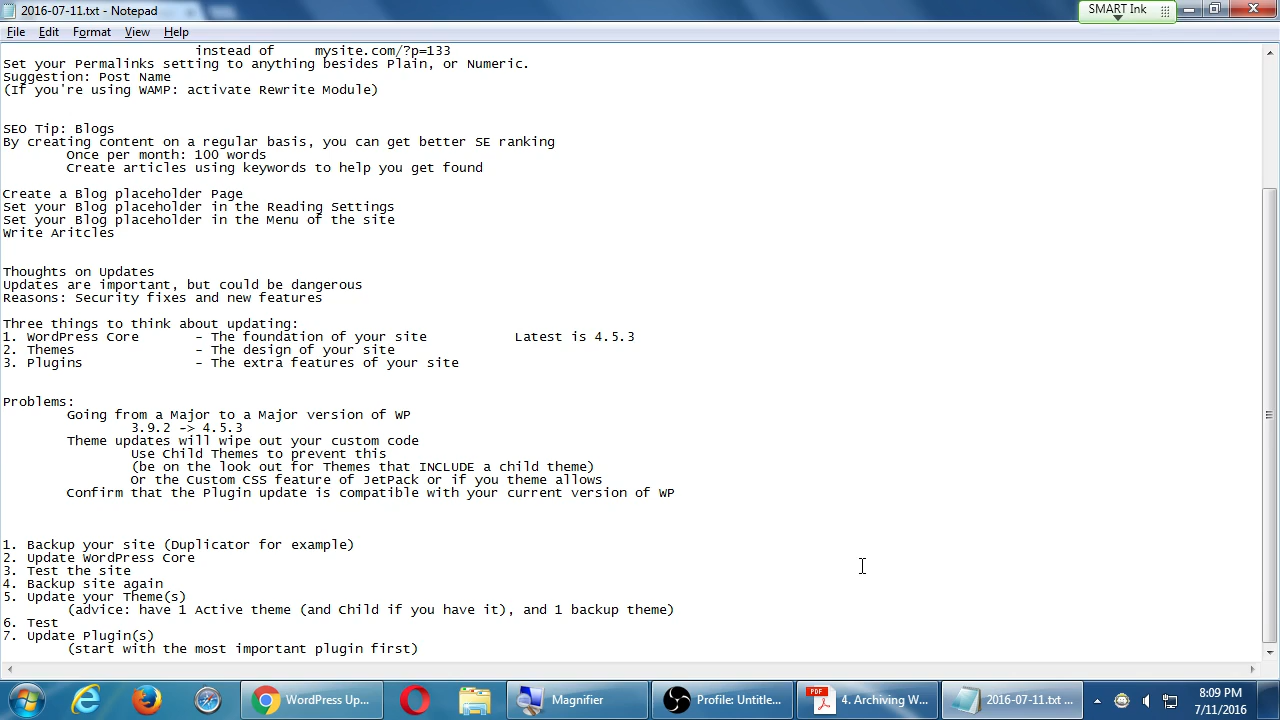 2016-07-11.txt - Notepad
SMART Ink
File Edit Format View Help
instead of mysite.com/?p=133
Set your Permalinks setting to anything besides Plain, or Numeric.
Suggestion: Post Name
(If you're using WAMP: activate Rewrite Module)
SEO Tip: Blogs
By creating content on a regular basis, you can get better SE ranking
Once per month: 100 words
Create articles using keywords to help you get found
Create a Blog placeholder Page
Set your Blog placeholder in the Reading Settings
Set your Blog placeholder in the Menu of the site
Write Aritcles
Thoughts on Updates
Updates are important, but could be dangerous
Reasons: Security fixes and new features
Three things to think about updating:
1. WordPress Core - The foundation of your site Latest is 4.5.3
2. Themes - The design of your site
3. Plugins - The extra features of your site
Problems:
Going from a Major to a Major version of WP
3.9.2 -> 4.5.3
Theme updates will wipe out your custom code
Use Child Themes to prevent this
(be on the look out for Themes that INCLUDE a child theme)
Or the Custom CSS feature of JetPack or if you theme allows
Confirm that the Plugin update is compatible with your current version of WP
1. Backup your site (Duplicator for example)
2. Update WordPress Core
3. Test the site
4. Backup site again
5. Update your Theme(s)
(advice: have 1 Active theme (and Child if you have it), and 1 backup theme)
6. Test
7. Update Plugin(s)
(start with the most important plugin first)
WordPress Up... Magnifier Profile: Untitle... PDF 4. Archiving W... 2016-07-11.txt ... 8:09 PM
7/11/2016